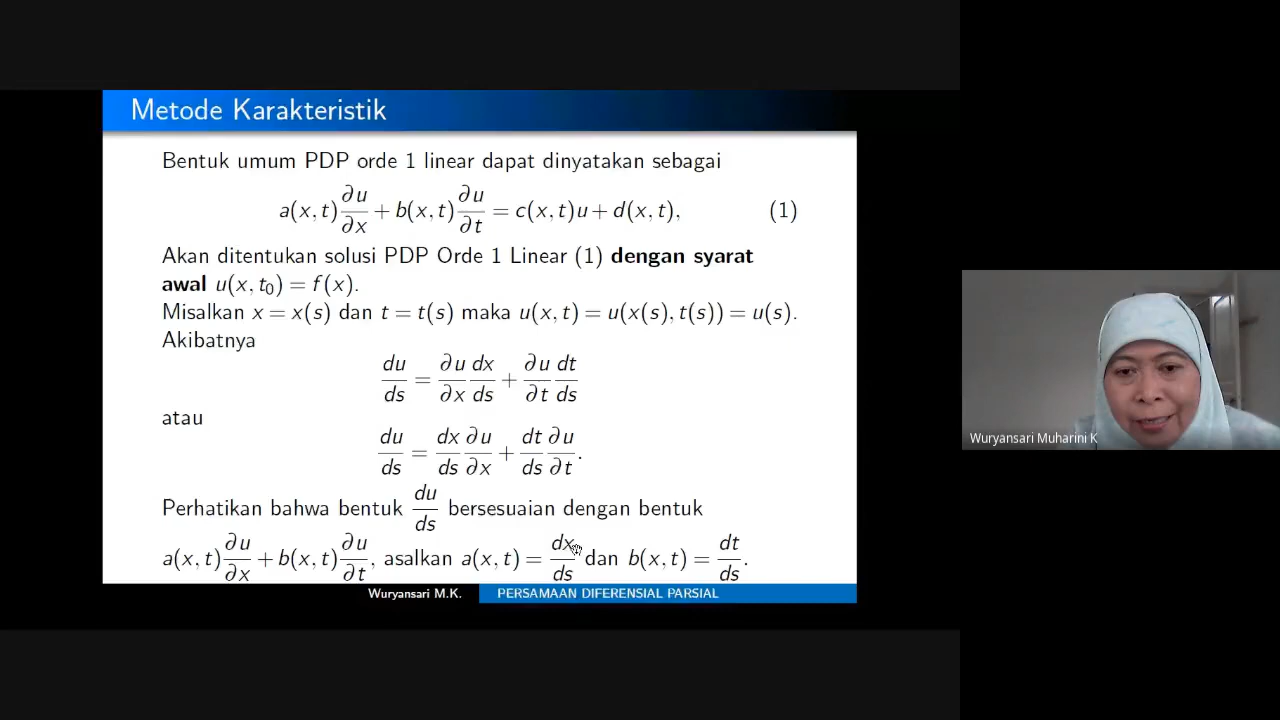 Metode Karakteristik
Bentuk umum PDP orde 1 linear dapat dinyatakan sebagai
a(x, t) ∂u/∂x + b(x, t) ∂u/∂t = c(x, t)u + d(x, t), (1)
Akan ditentukan solusi PDP Orde 1 Linear (1) dengan syarat
awal u(x, t₀) = f(x).
Misalkan x = x(s) dan t = t(s) maka u(x, t) = u(x(s), t(s)) = u(s).
Akibatnya
du/ds = ∂u/∂x dx/ds + ∂u/∂t dt/ds
atau
du/ds = dx/ds ∂u/∂x + dt/ds ∂u/∂t.
Perhatikan bahwa bentuk du/ds bersesuaian dengan bentuk
a(x, t) ∂u/∂x + b(x, t) ∂u/∂t, asalkan a(x, t) = dx/ds dan b(x, t) = dt/ds.
Wuryansari M.K. PERSAMAAN DIFERENSIAL PARSIAL
Wuryansari Muharini K